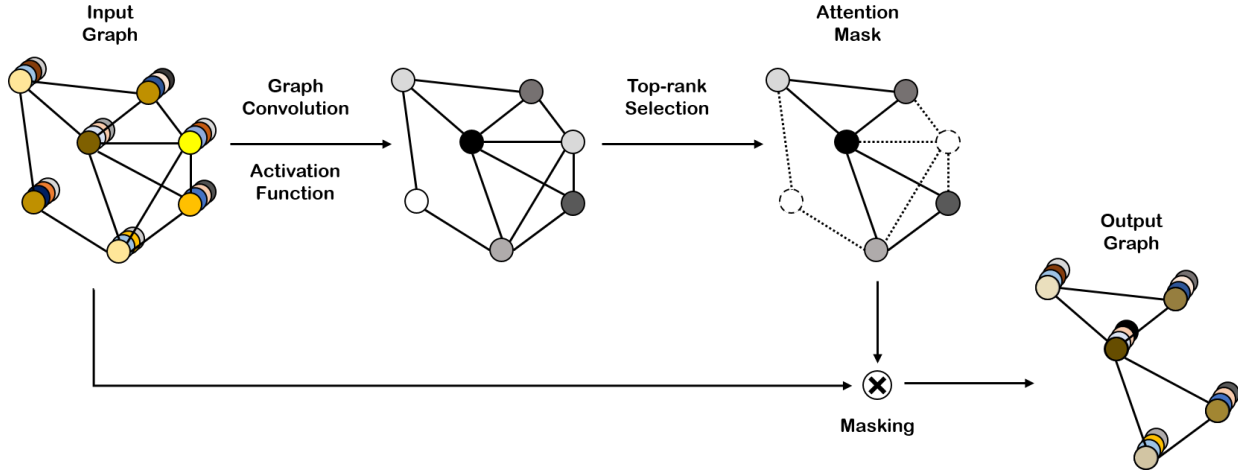 Input
Graph
Graph
Convolution
Activation
Function
Top-rank
Selection
Attention
Mask
Masking
Output
Graph